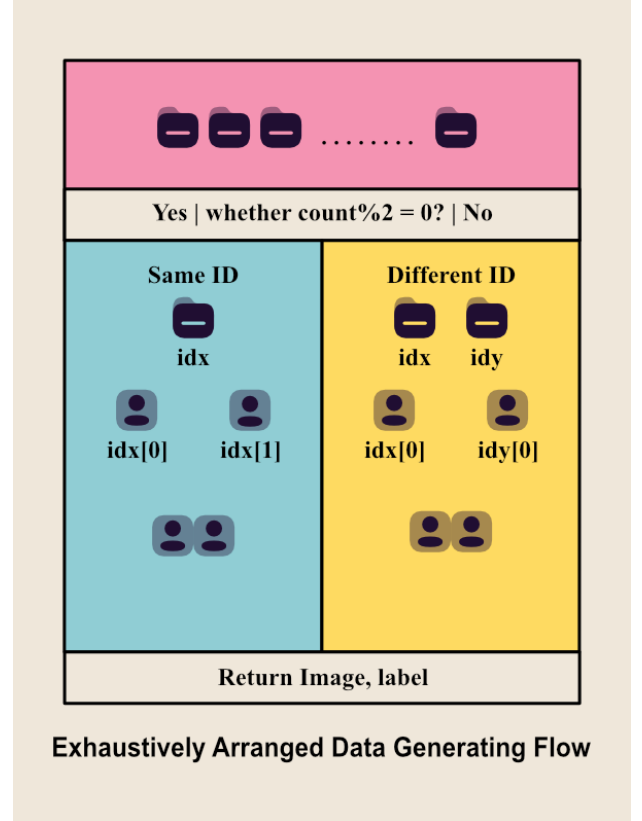 ........
Yes | whether count%2 = 0? | No
Same ID
Different ID
idx
idx
idy
idx[0]
idx[1]
idx[0]
idy[0]
Return Image, label
Exhaustively Arranged Data Generating Flow